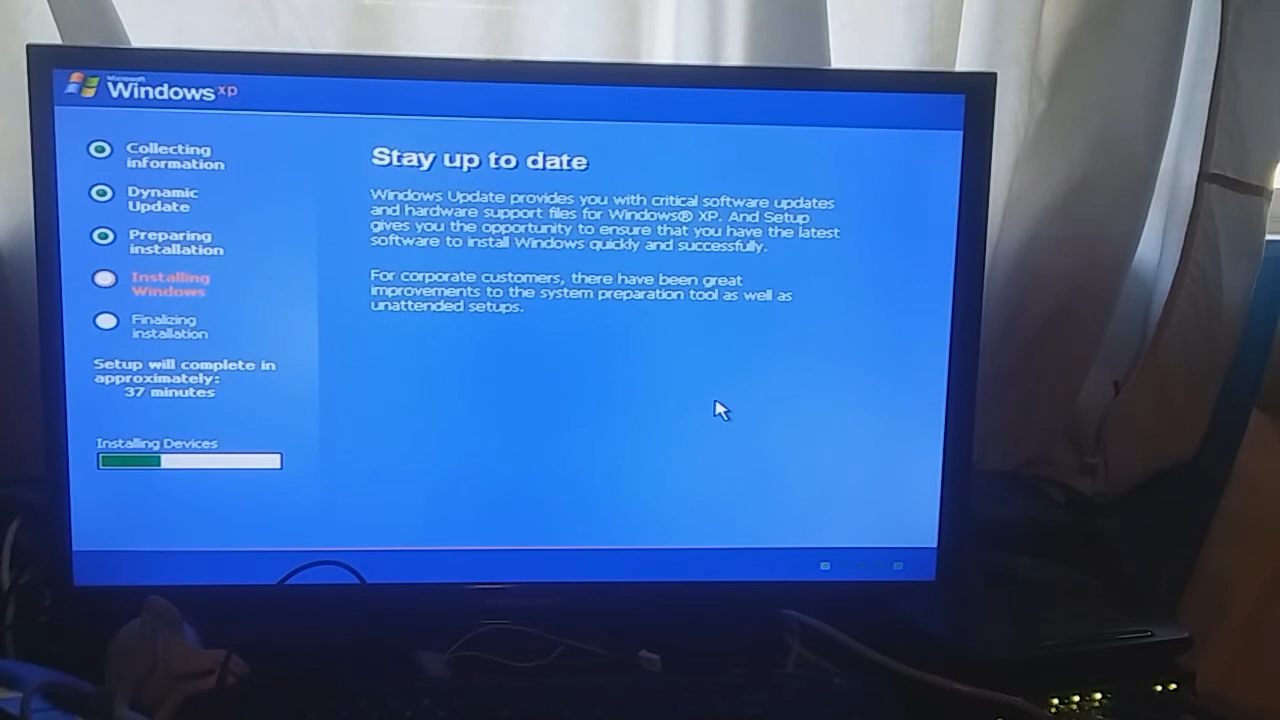 Microsoft
Windows xp
Collecting
information
Dynamic
Update
Preparing
installation
Installing
Windows
Finalizing
installation
Setup will complete in
approximately:
37 minutes
Installing Devices
Stay up to date
Windows Update provides you with critical software updates
and hardware support files for Windows® XP. And Setup
gives you the opportunity to ensure that you have the latest
software to install Windows quickly and successfully.
For corporate customers, there have been great
improvements to the system preparation tool as well as
unattended setups.